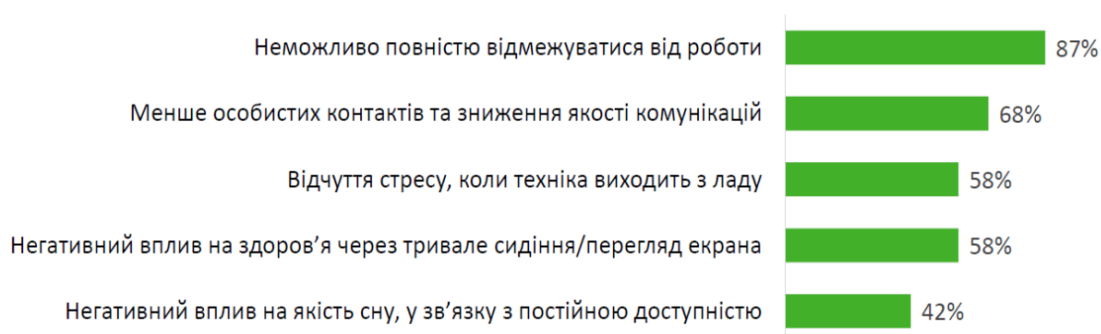 Неможливо повністю відмежуватися від роботи 87%
Менше особистих контактів та зниження якості комунікацій 68%
Відчуття стресу, коли техніка виходить з ладу 58%
Негативний вплив на здоров’я через тривале сидіння/перегляд екрана 58%
Негативний вплив на якість сну, у зв’язку з постійною доступністю 42%